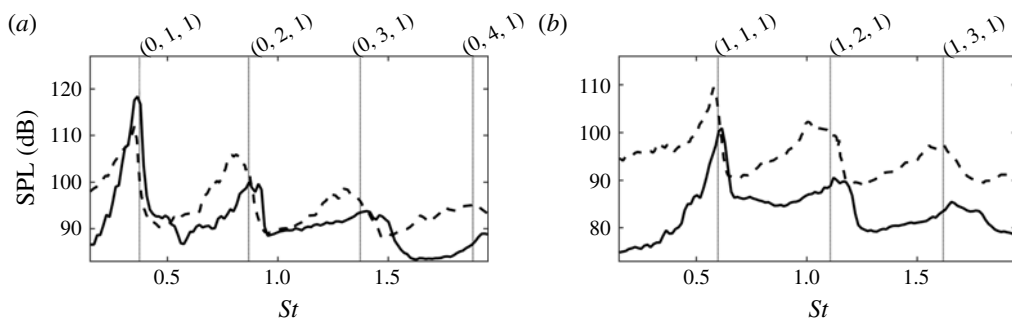 (a)
(0, 1, 1)
(0, 2, 1)
(0, 3, 1)
(0, 4, 1)
120
110
100
90
SPL (dB)
0.5
1.0
1.5
St
(b)
(1, 1, 1)
(1, 2, 1)
(1, 3, 1)
110
100
90
80
0.5
1.0
1.5
St